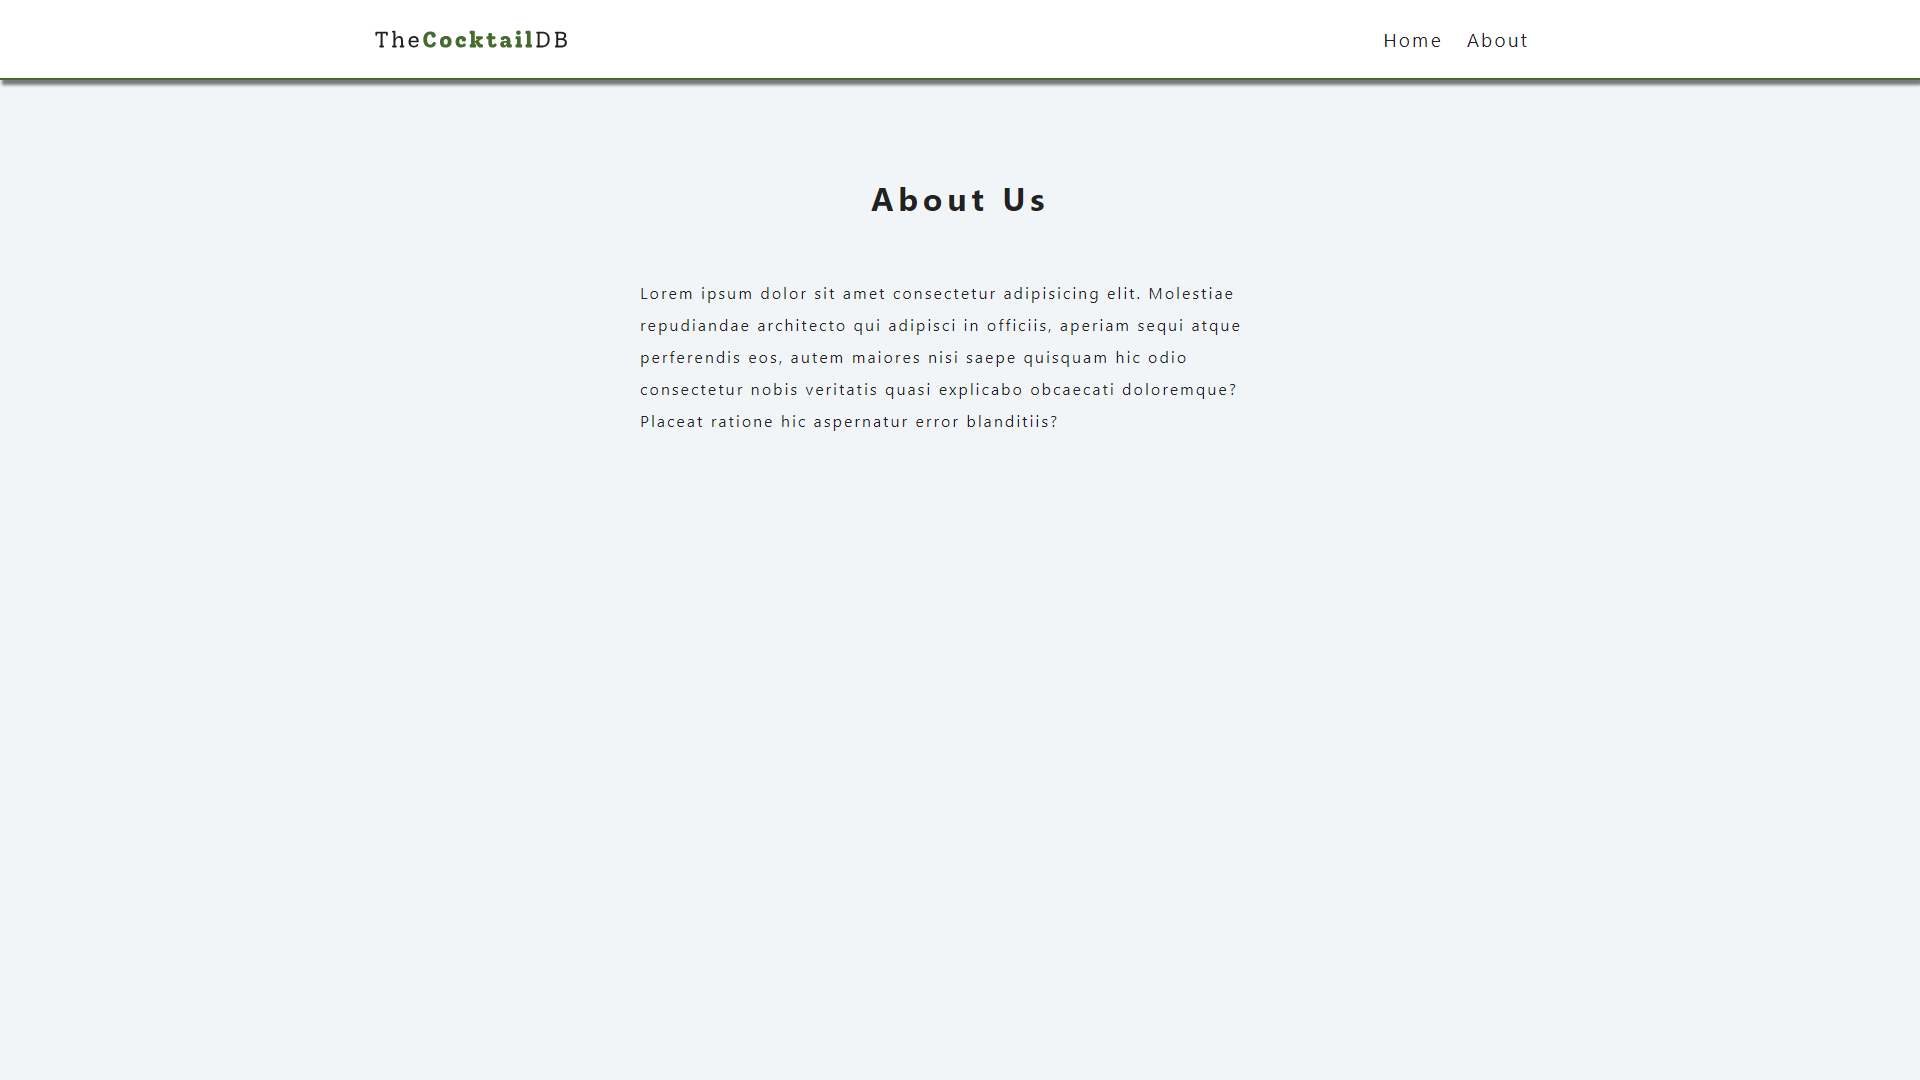 TheCocktailDB
Home About
About Us
Lorem ipsum dolor sit amet consectetur adipisicing elit. Molestiae
repudiandae architecto qui adipisci in officiis, aperiam sequi atque
perferendis eos, autem maiores nisi saepe quisquam hic odio
consectetur nobis veritatis quasi explicabo obcaecati doloremque?
Placeat ratione hic aspernatur error blanditiis?